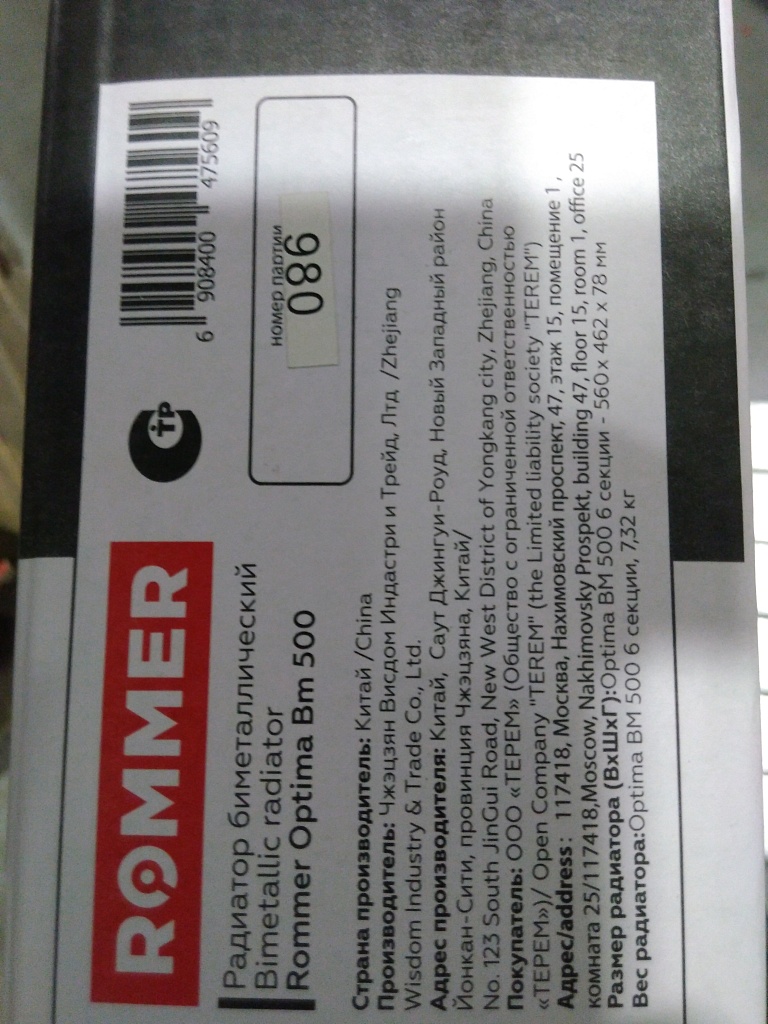 ROMMER
СТР
6 908400 475609
Радиатор биметаллический
Bimetallic radiator
Rommer Optima Bm 500
номер партии
086
Страна производитель: Китай /China
Производитель: Чжэцзян Висдом Индастри и Трейд, Лтд /Zhejiang
Wisdom Industry & Trade Co., Ltd.
Адрес производителя: Китай, Саут Джингуи-Роуд, Новый Западный район
Йонкан-Сити, провинция Чжэцзяна, Китай/
No. 123 South JinGui Road, New West District of Yongkang city, Zhejiang, China
Покупатель: ООО «ТЕРЕМ» (Общество с ограниченной ответственностью
«ТЕРЕМ»)/ Open Company "TEREM" (the Limited liability society "TEREM")
Адрес/address : 117418, Москва, Нахимовский проспект, 47, этаж 15, помещение 1 ,
комната 25/117418,Moscow, Nakhimovsky Prospekt, building 47, floor 15, room 1, office 25
Размер радиатора (ВхШхГ):Optima BM 500 6 секции - 560 x 462 x 78 мм
Вес радиатора:Optima BM 500 6 секции, 7,32 кг